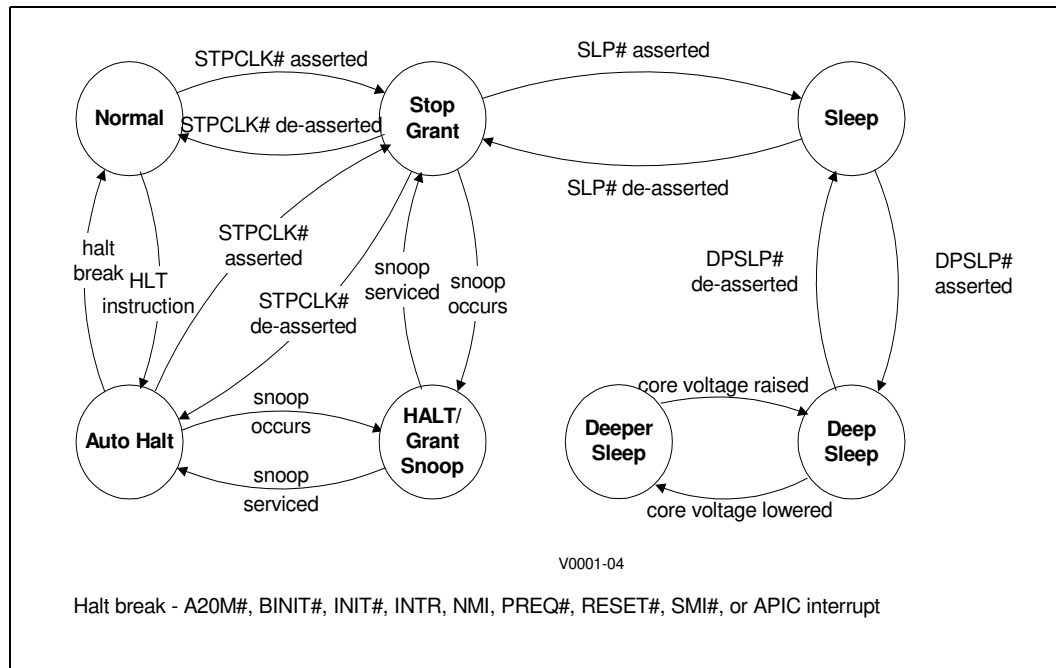 STPCLK# asserted
SLP# asserted
Normal
Stop
Grant
Sleep
STPCLK# de-asserted
SLP# de-asserted
halt
break
HLT
instruction
STPCLK#
asserted
STPCLK#
de-asserted
snoop
serviced
snoop
occurs
DPSLP#
de-asserted
DPSLP#
asserted
core voltage raised
Auto Halt
snoop
occurs
HALT/
Grant
Snoop
Deeper
Sleep
Deep
Sleep
snoop
serviced
core voltage lowered
V0001-04
Halt break - A20M#, BINIT#, INIT#, INTR, NMI, PREQ#, RESET#, SMI#, or APIC interrupt